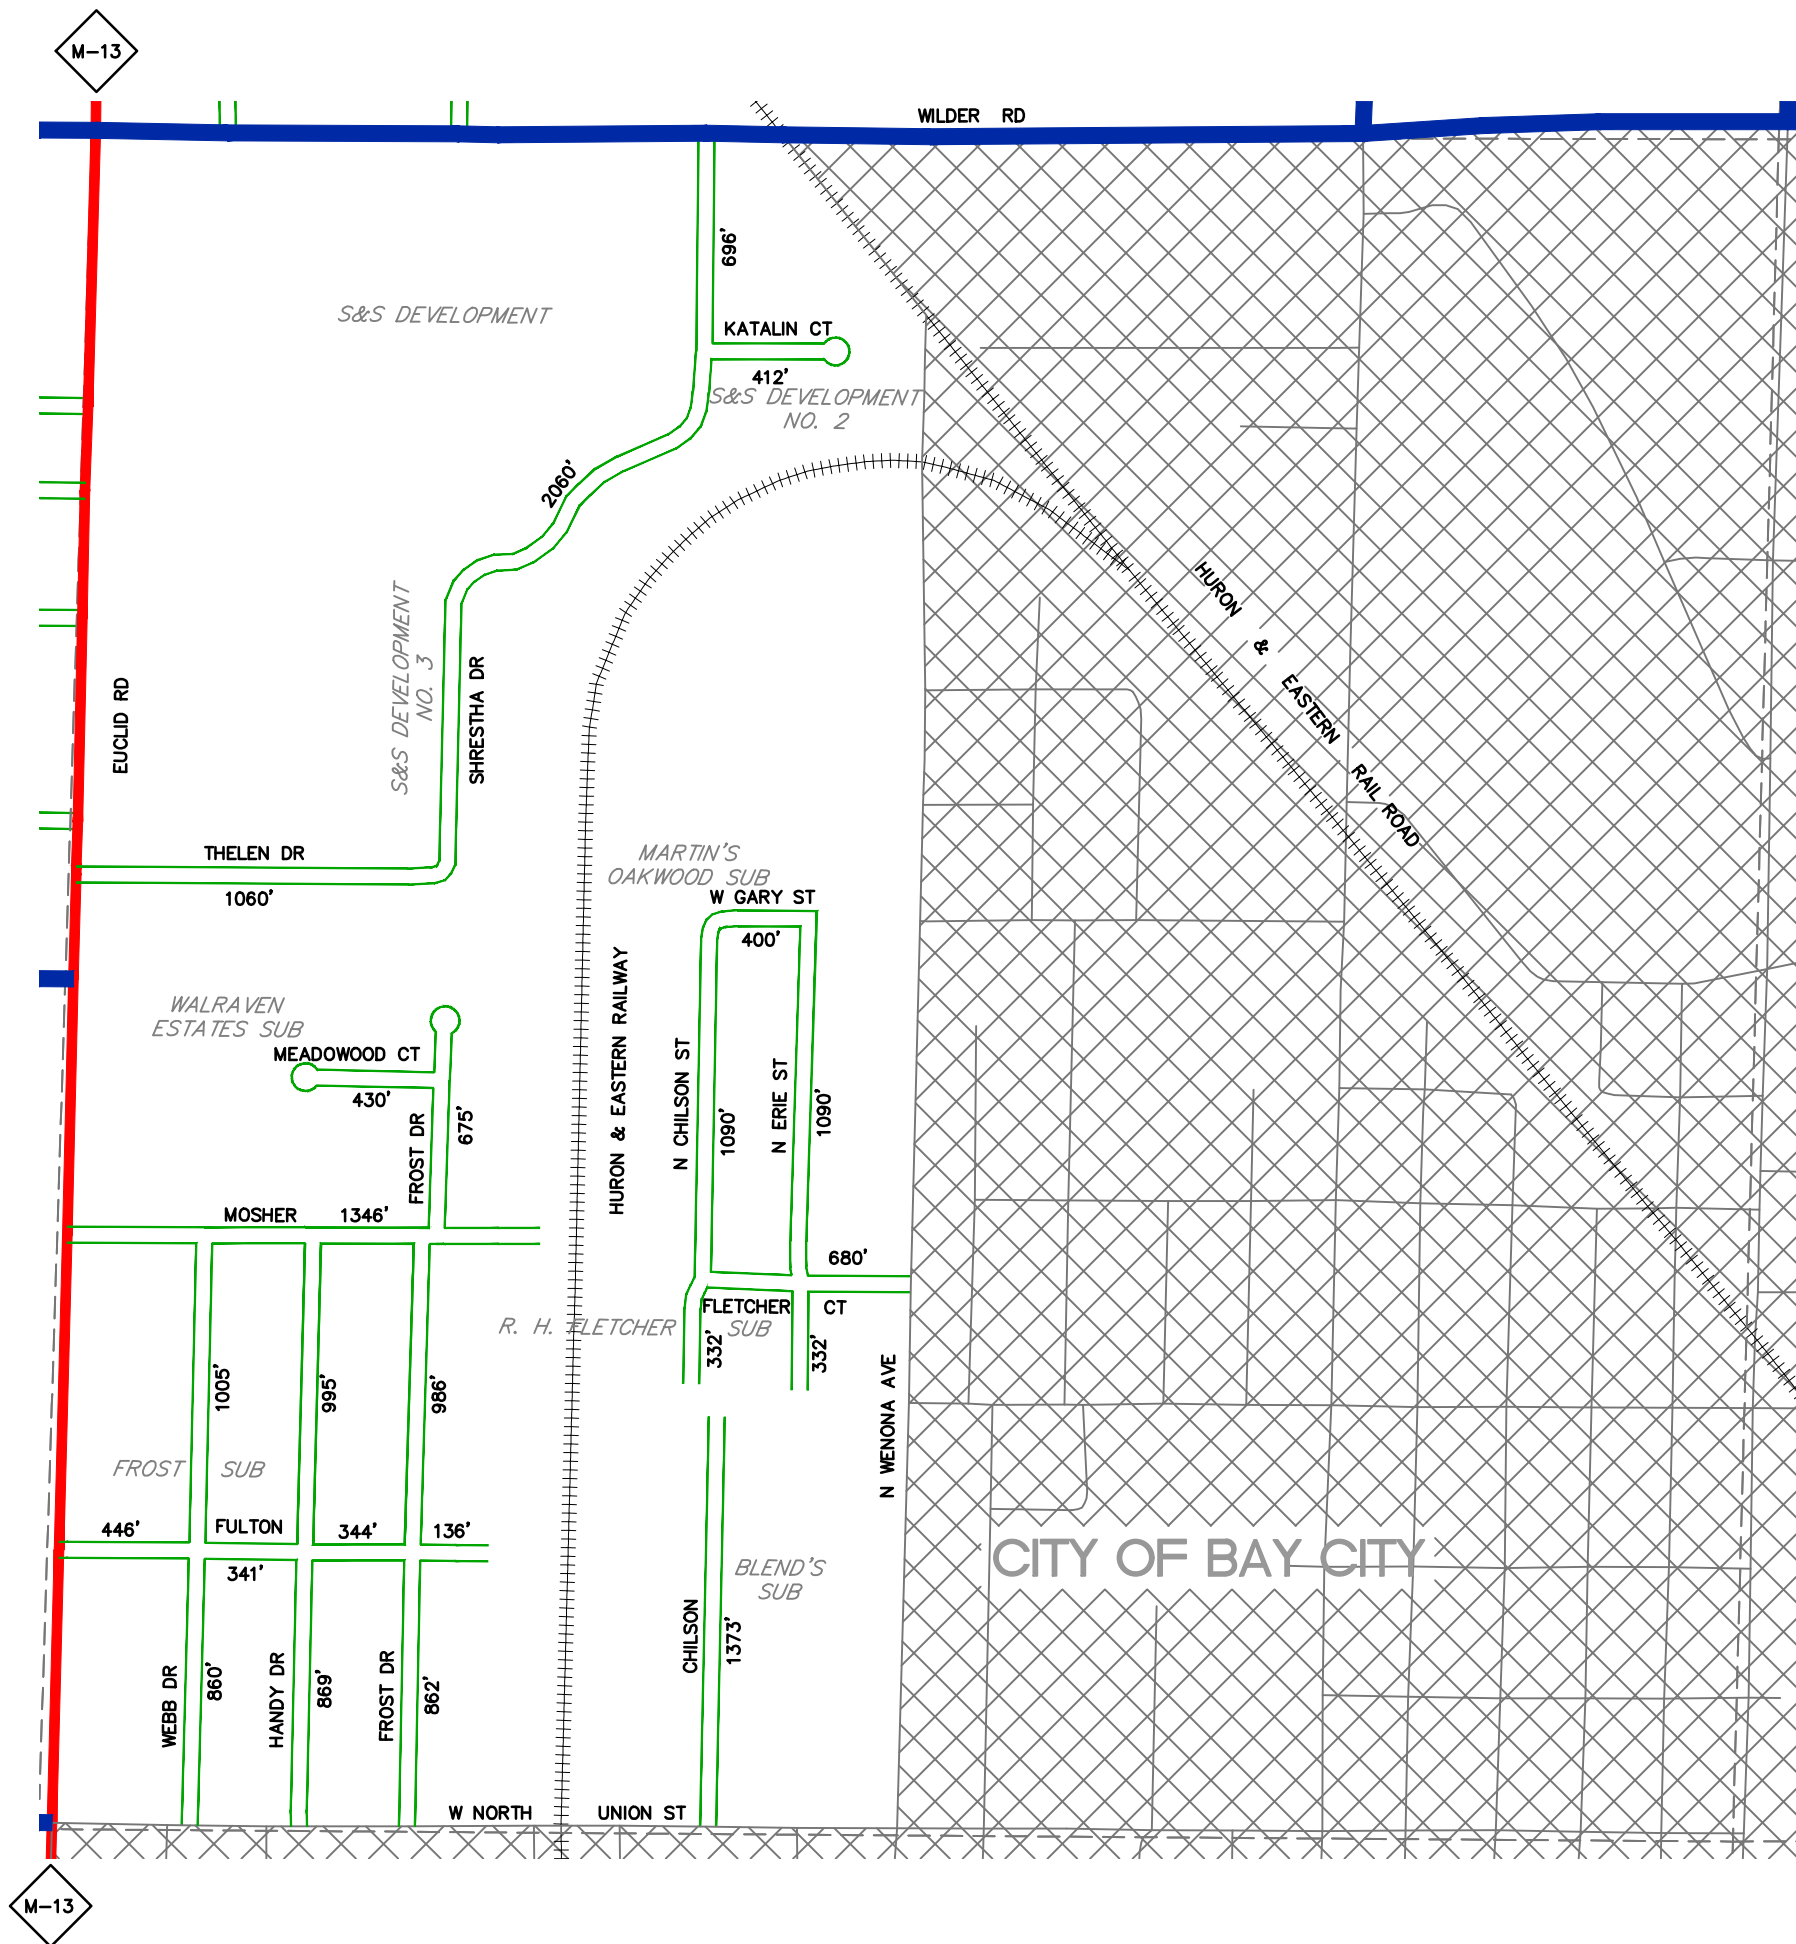 M-13
WILDER RD
696'
S&S DEVELOPMENT
KATALIN CT
412'
S&S DEVELOPMENT
NO. 2
2060'
HURON & EASTERN RAIL ROAD
S&S DEVELOPMENT
NO. 3
SHRESTHA DR
EUCLID RD
THELEN DR
1060'
MARTIN'S
OAKWOOD SUB
W GARY ST
400'
HURON & EASTERN RAILWAY
WALRAVEN
ESTATES SUB
MEADOWOOD CT
430'
FROST DR
675'
N CHILSON ST
1090'
N ERIE ST
1090'
MOSHER
1346'
680'
FLETCHER CT
R. H. FLETCHER SUB
332'
332'
1005'
995'
986'
N WENONA AVE
FROST SUB
446'
FULTON
344'
136'
341'
CITY OF BAY CITY
BLEND'S
SUB
CHILSON
1373'
WEBB DR
860'
HANDY DR
869'
FROST DR
862'
W NORTH UNION ST
M-13